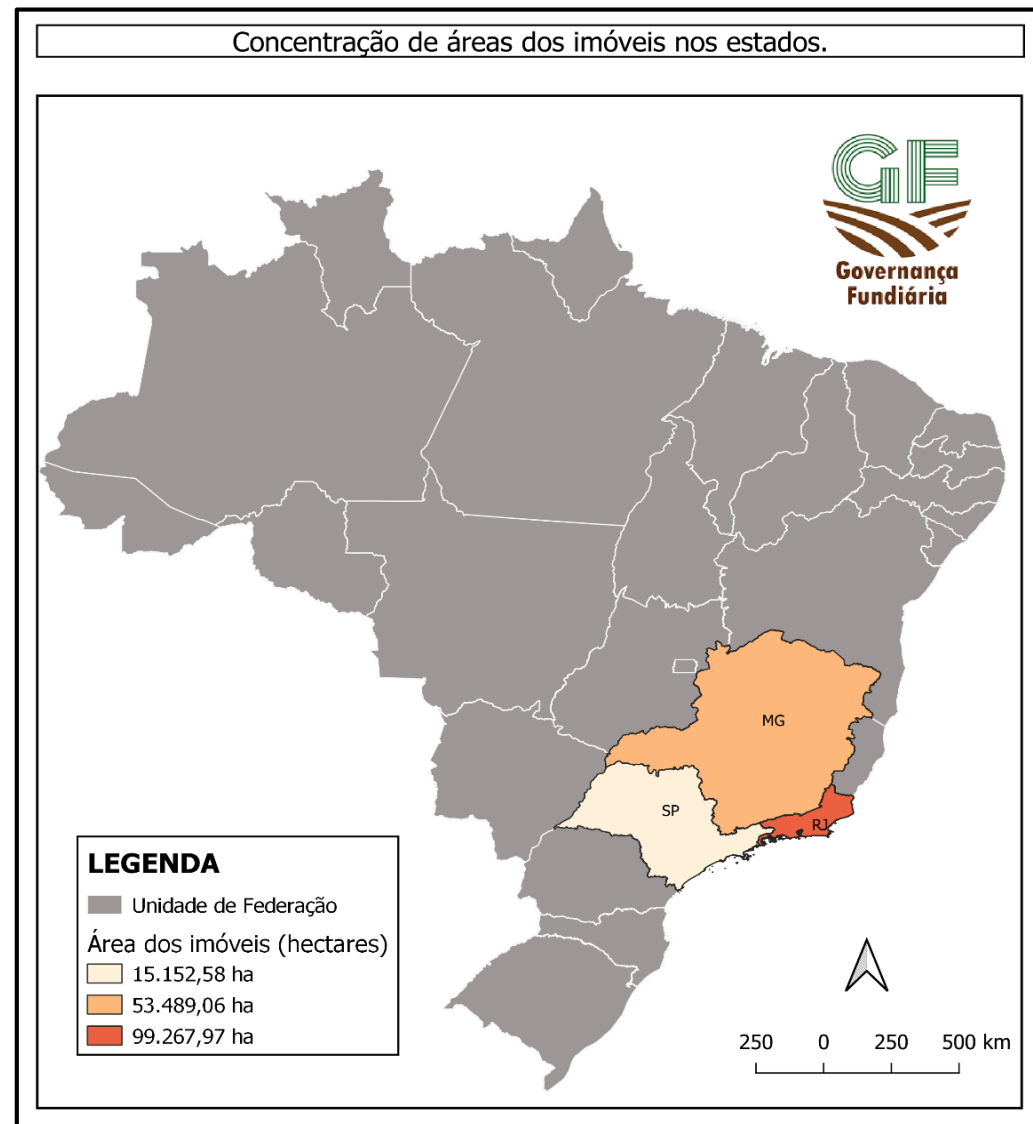 Concentração de áreas dos imóveis nos estados.
GF
Governança
Fundiária
MG
SP
RJ
LEGENDA
Unidade de Federação
Área dos imóveis (hectares)
15.152,58 ha
53.489,06 ha
99.267,97 ha
250 0 250 500 km